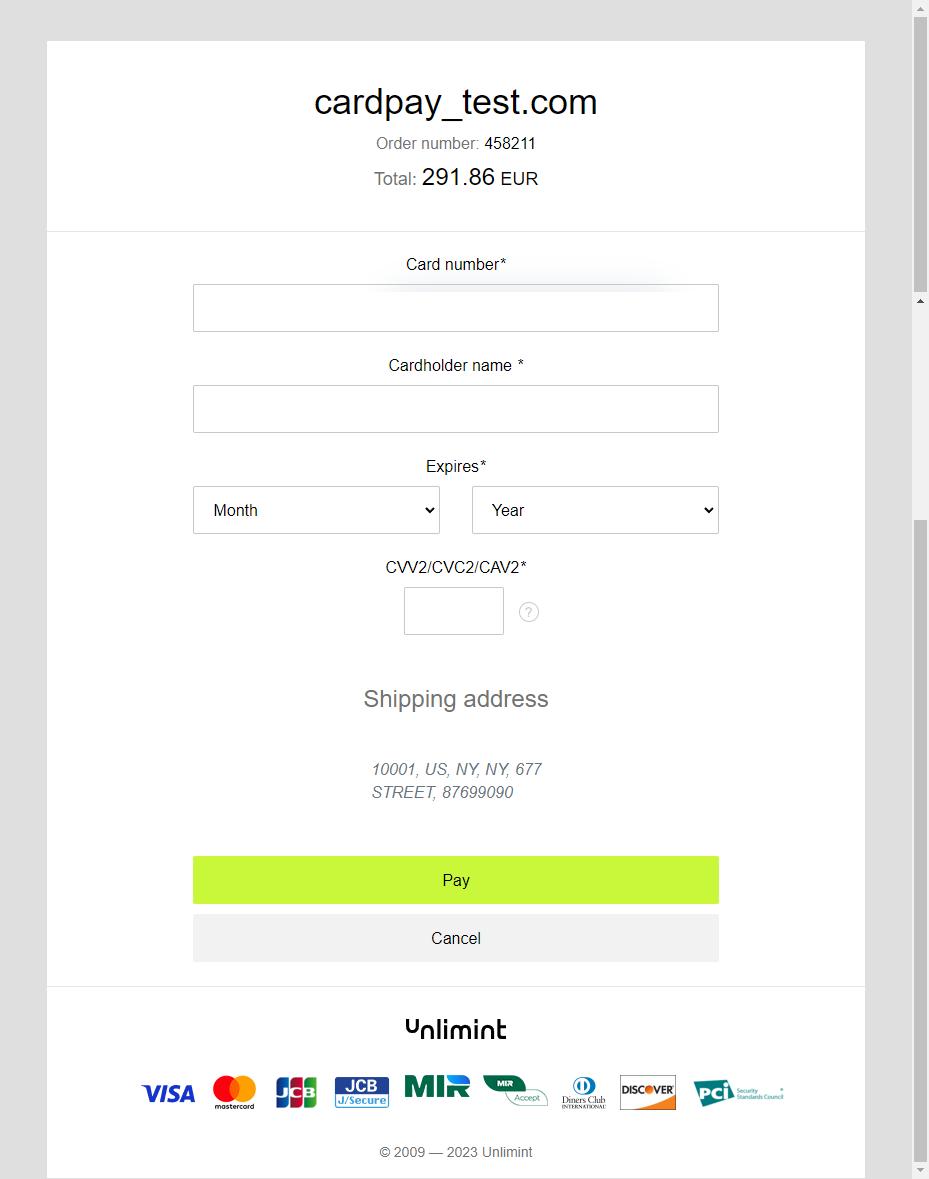 cardpay_test.com
Order number: 458211
Total: 291.86 EUR
Card number*
Cardholder name *
Expires*
Month Year
CVV2/CVC2/CAV2*
?
Shipping address
10001, US, NY, NY, 677
STREET, 87699090
Pay
Cancel
Unlimint
VISA mastercard JCB JCB J/Secure MIR MIR Accept Diners Club INTERNATIONAL DISCOVER PCI Security Standards Council
© 2009 — 2023 Unlimint